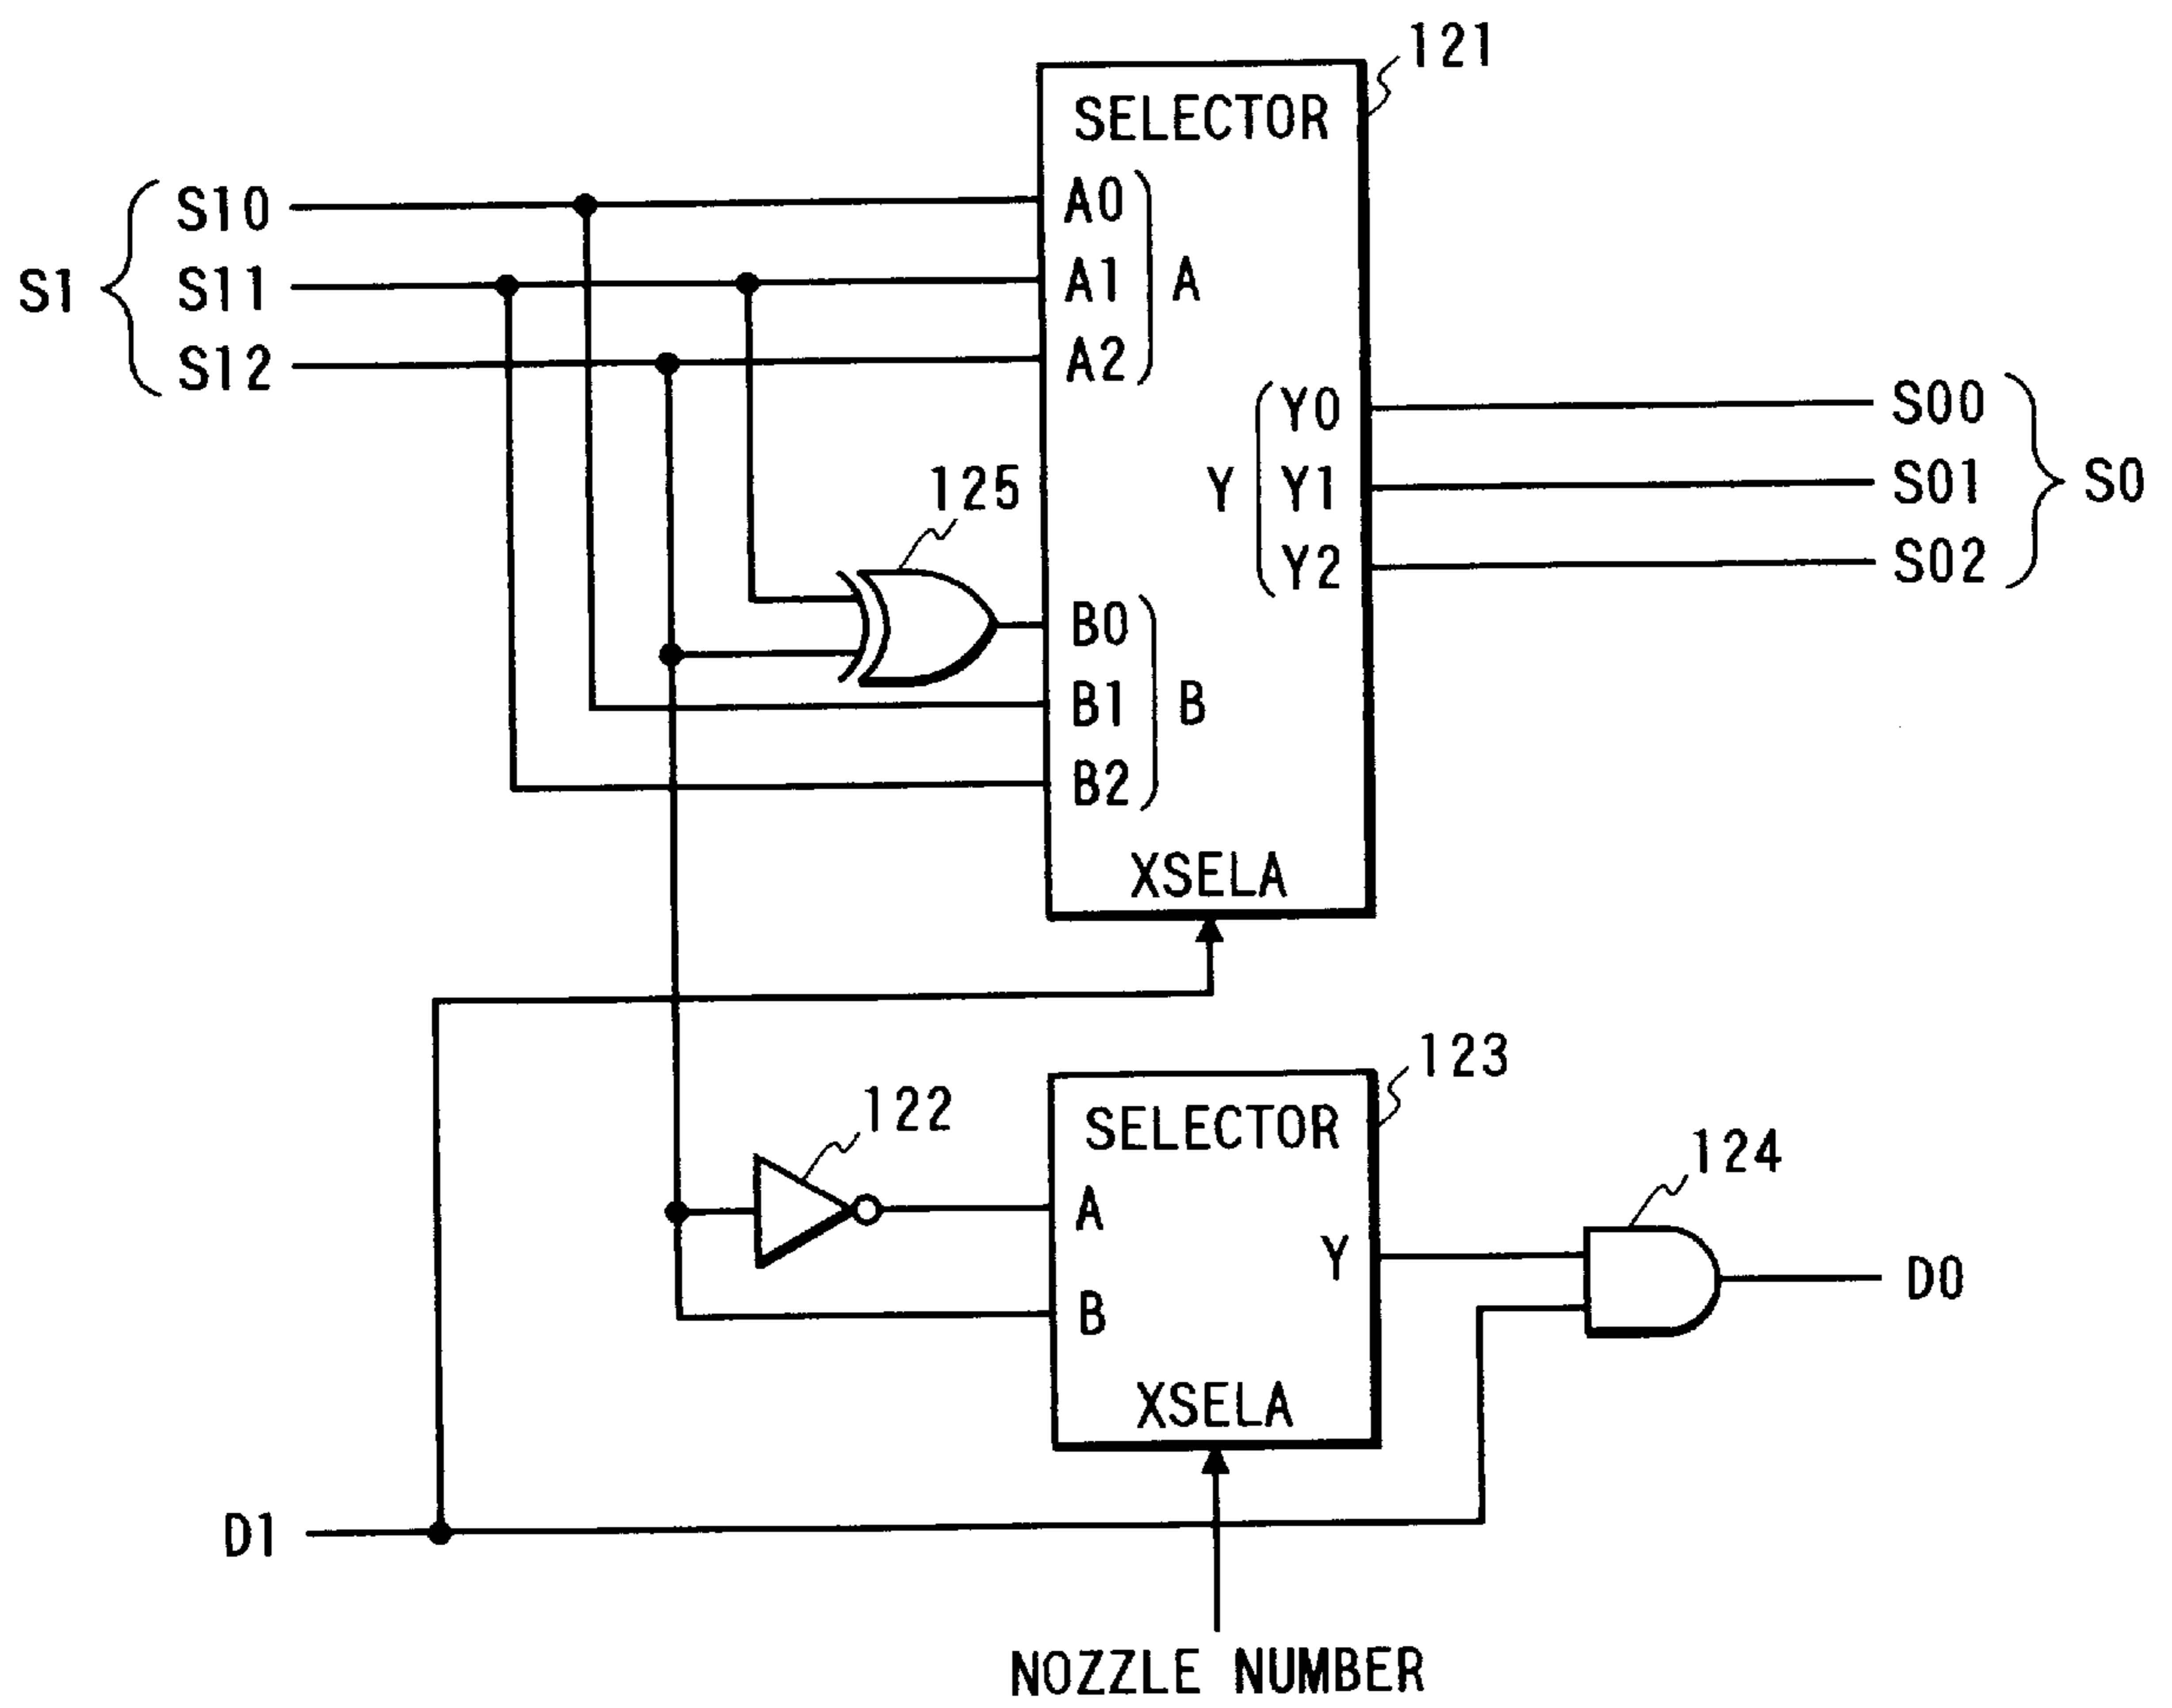 121
SELECTOR
S1
S10
S11
S12
A0
A1
A2
A
Y
Y0
Y1
Y2
S00
S01
S02
S0
125
B0
B1
B2
B
XSELA
123
122
SELECTOR
A
B
Y
XSELA
124
D0
D1
NOZZLE NUMBER